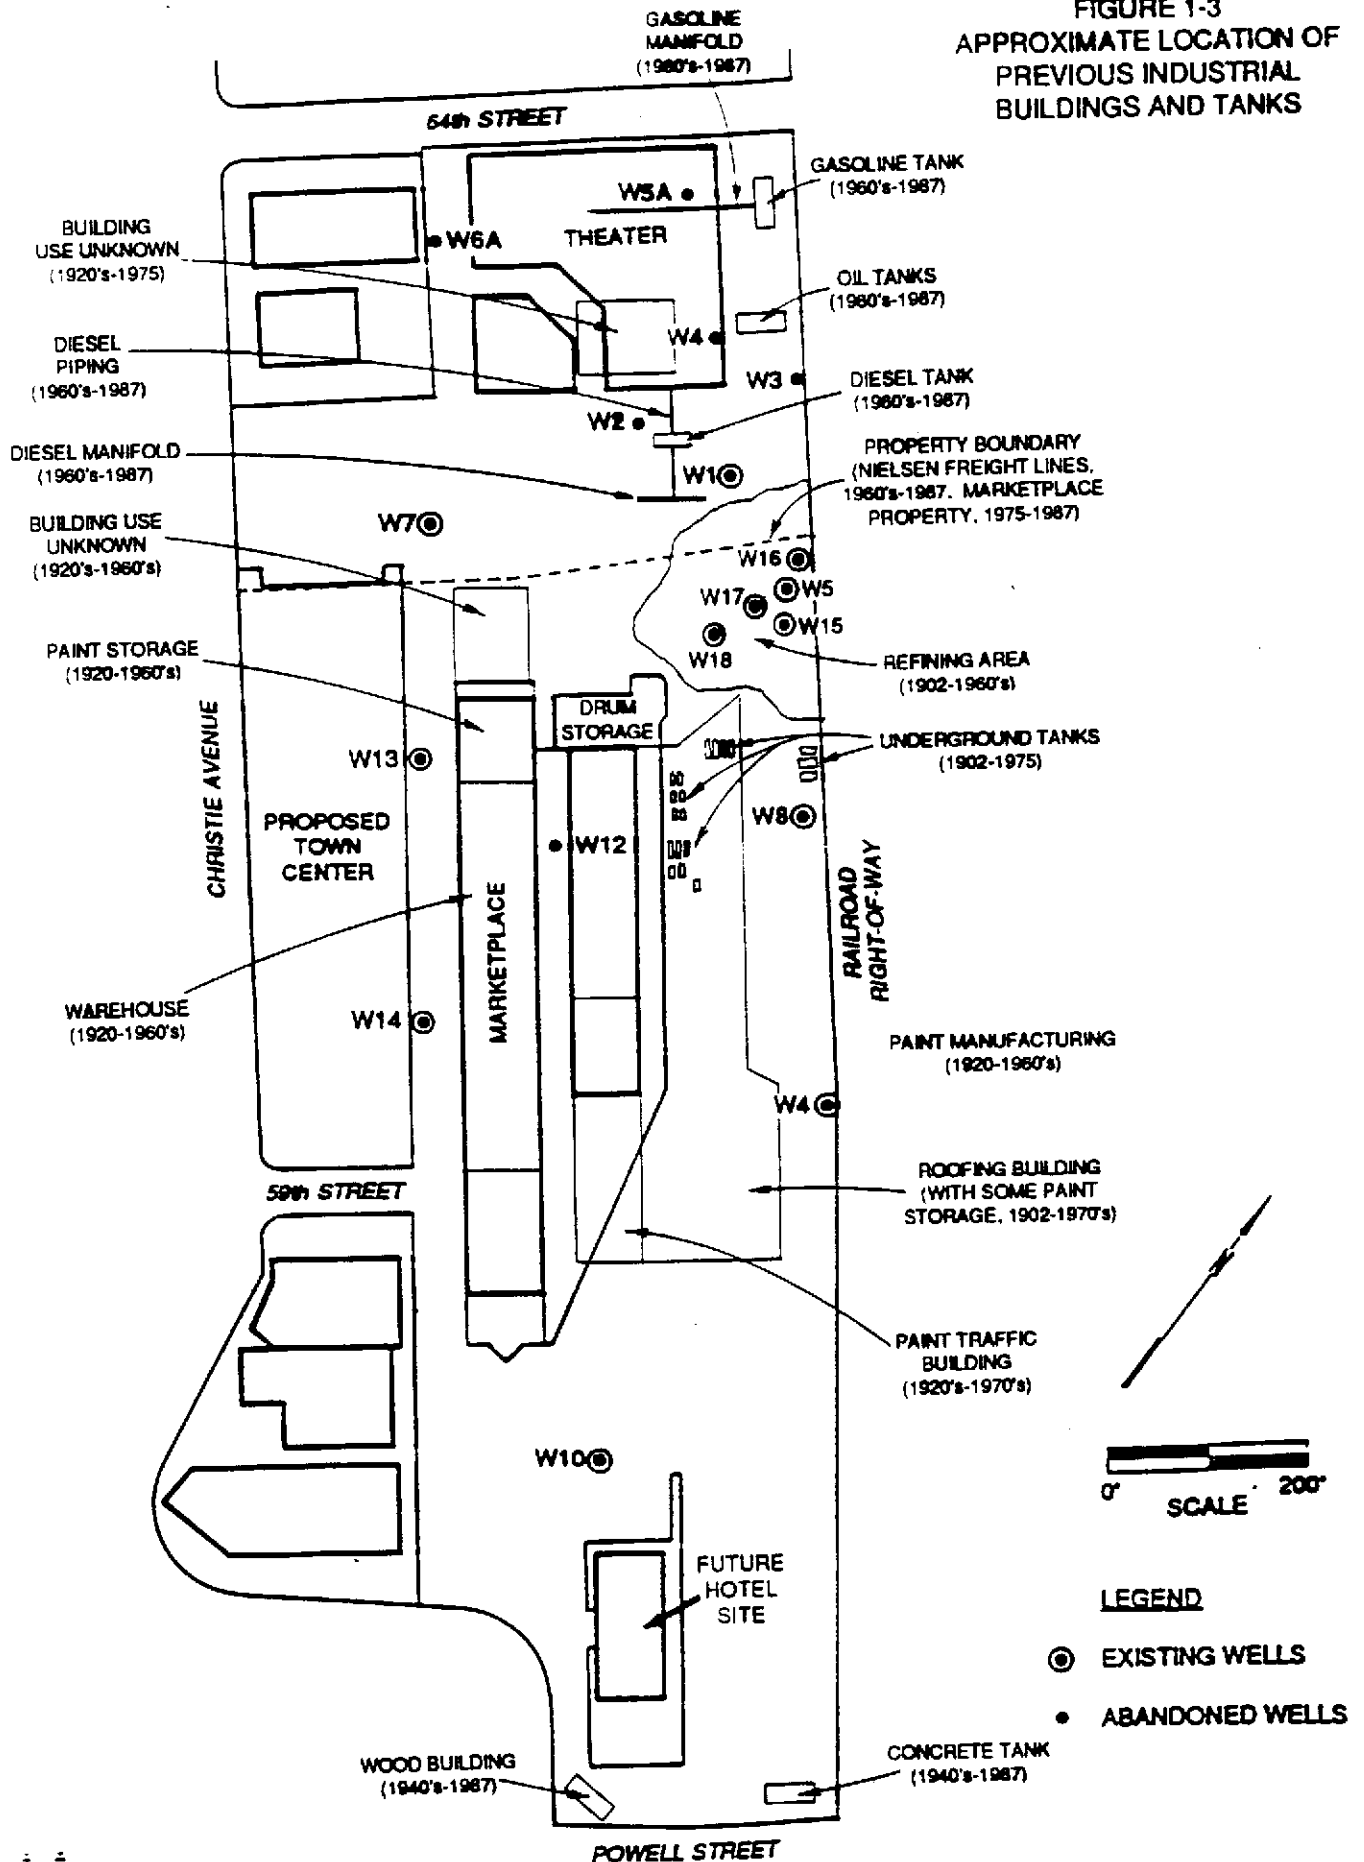 FIGURE 1-3
APPROXIMATE LOCATION OF
PREVIOUS INDUSTRIAL
BUILDINGS AND TANKS
GASOLINE
MANIFOLD
(1980's-1987)
64th STREET
GASOLINE TANK
(1960's-1987)
W5A
THEATER
BUILDING
USE UNKNOWN
(1920's-1975)
W6A
OIL TANKS
(1960's-1987)
W4
DIESEL
PIPING
(1960's-1987)
W3
DIESEL TANK
(1960's-1987)
W2
DIESEL MANIFOLD
(1960's-1987)
W1
PROPERTY BOUNDARY
(NIELSEN FREIGHT LINES,
1960's-1987. MARKETPLACE
PROPERTY, 1975-1987)
W7
BUILDING USE
UNKNOWN
(1920's-1960's)
W16
W5
W17
W15
W18
PAINT STORAGE
(1920-1960's)
REFINING AREA
(1902-1960's)
DRUM
STORAGE
CHRISTIE AVENUE
W13
UNDERGROUND TANKS
(1902-1975)
W8
PROPOSED
TOWN
CENTER
W12
MARKETPLACE
RAILROAD
RIGHT-OF-WAY
WAREHOUSE
(1920-1960's)
W14
PAINT MANUFACTURING
(1920-1960's)
W4
59th STREET
ROOFING BUILDING
(WITH SOME PAINT
STORAGE, 1902-1970's)
PAINT TRAFFIC
BUILDING
(1920's-1970's)
N
W10
0'
200'
SCALE
FUTURE
HOTEL
SITE
LEGEND
EXISTING WELLS
ABANDONED WELLS
WOOD BUILDING
(1940's-1987)
CONCRETE TANK
(1940's-1987)
POWELL STREET